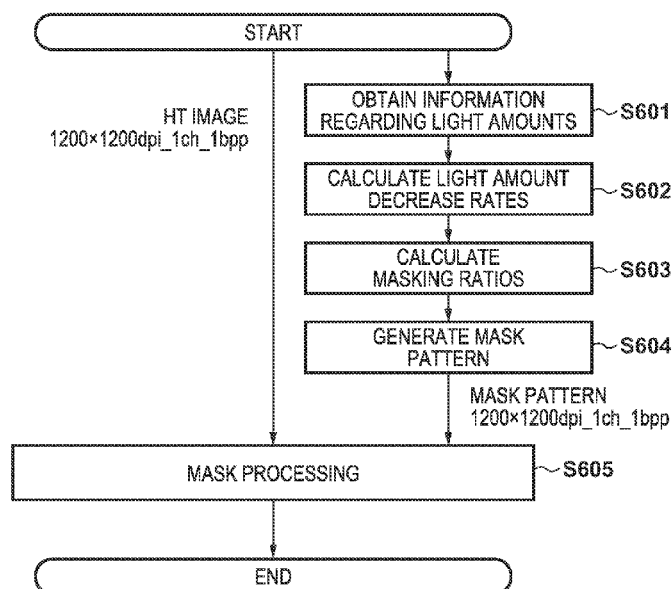 START
HT IMAGE
1200×1200dpi_1ch_1bpp
OBTAIN INFORMATION
REGARDING LIGHT AMOUNTS
S601
CALCULATE LIGHT AMOUNT
DECREASE RATES
S602
CALCULATE
MASKING RATIOS
S603
GENERATE MASK
PATTERN
S604
MASK PATTERN
1200×1200dpi_1ch_1bpp
MASK PROCESSING
S605
END